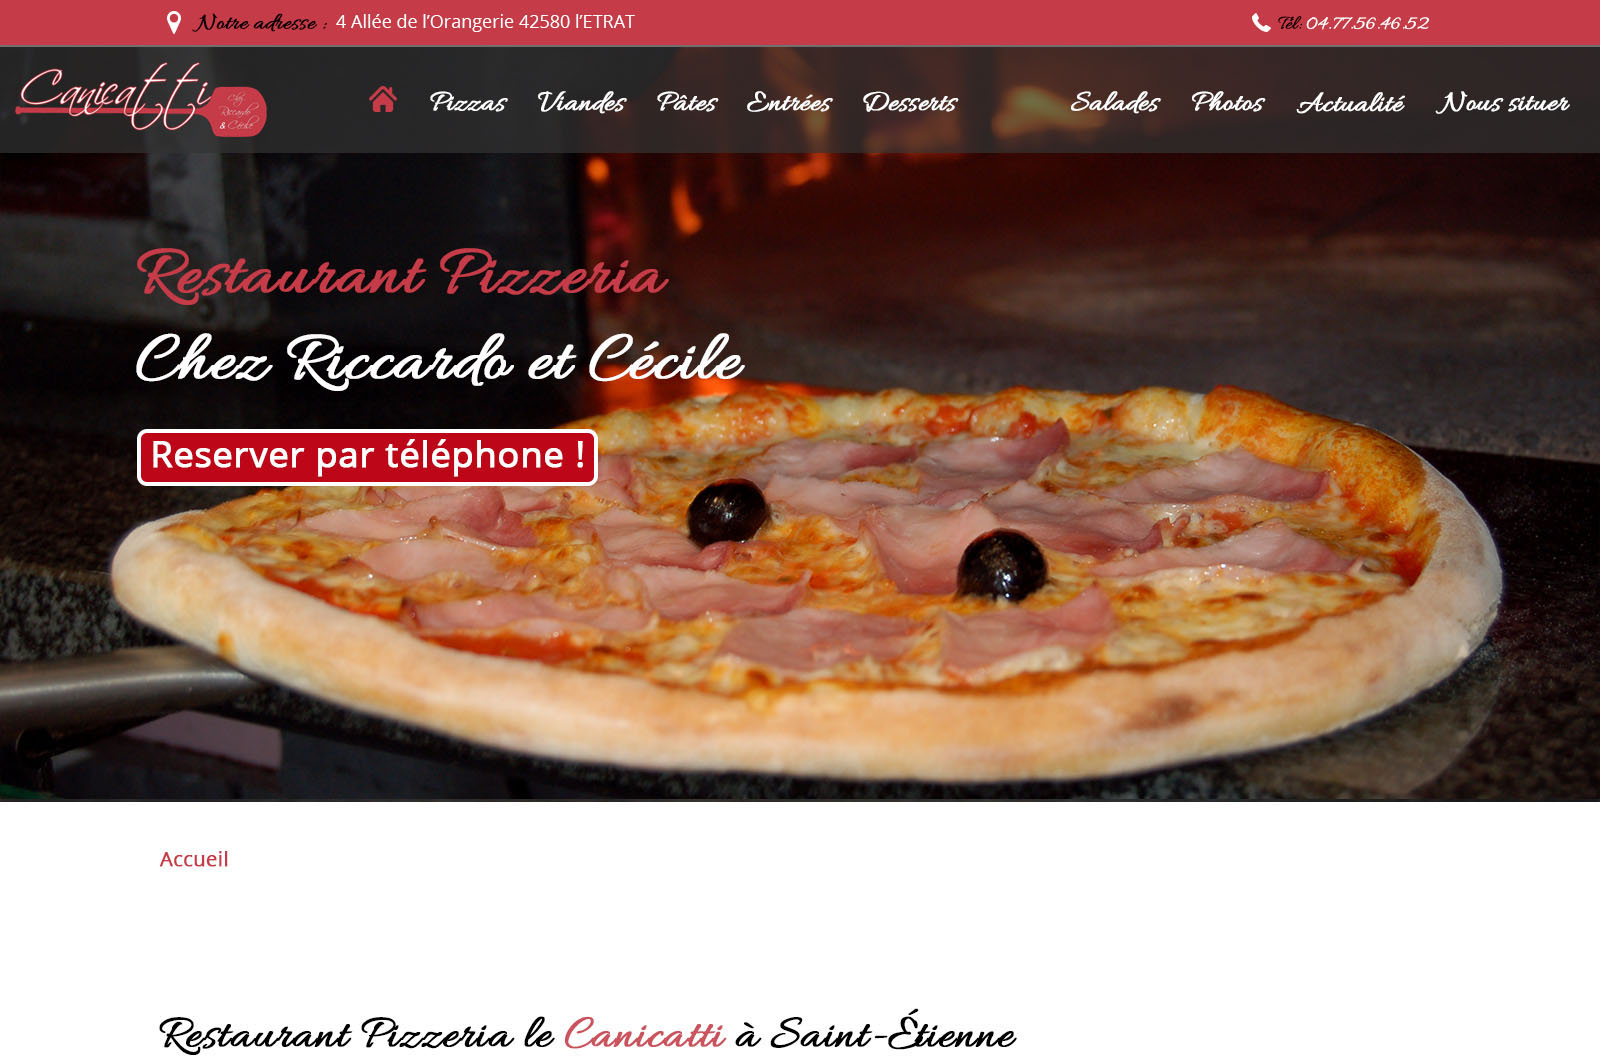 Notre adresse : 4 Allée de l'Orangerie 42580 l'ETRAT
Tél: 04.77.56.46.52
Canicatti
Chez
Riccardo
& Cécile
Pizzas Viandes Pâtes Entrées Desserts Salades Photos Actualité Nous situer
Restaurant Pizzeria
Chez Riccardo et Cécile
Reserver par téléphone !
Accueil
Restaurant Pizzeria le Canicatti à Saint-Étienne